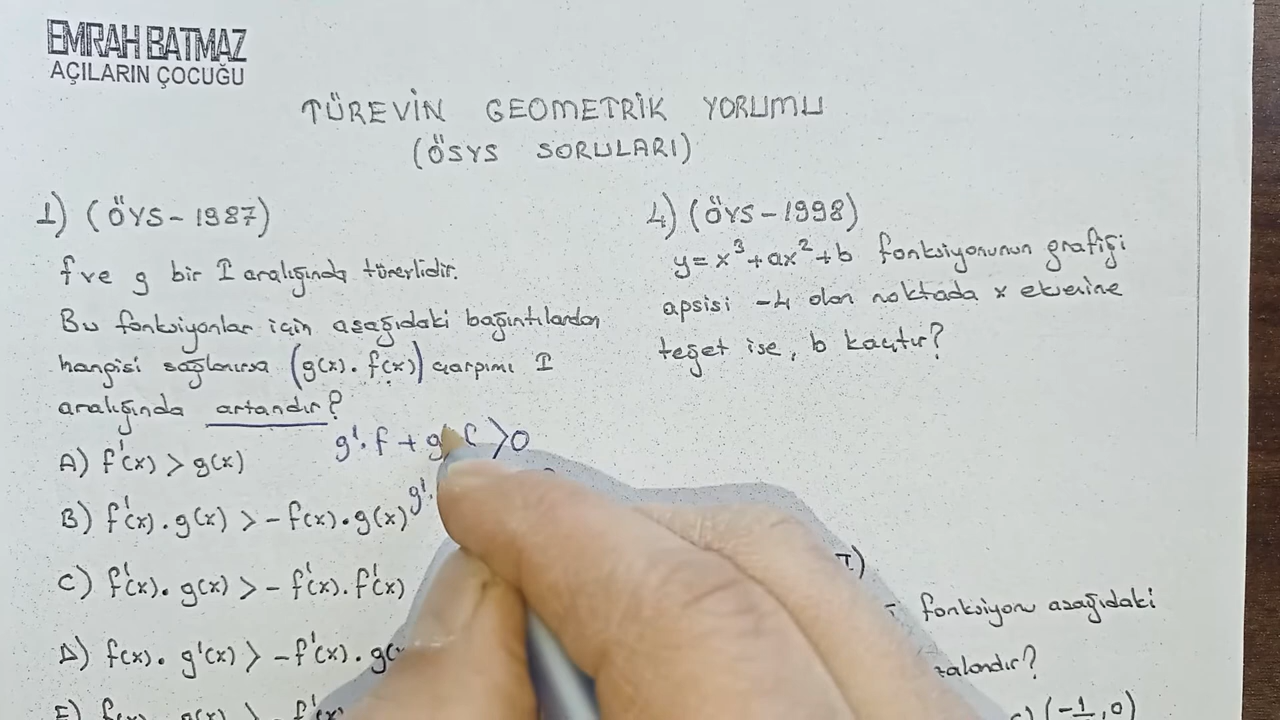 EMRAH BATMAZ
AÇILARIN ÇOCUĞU
TÜREVİN GEOMETRİK YORUMU
(ÖSYS SORULARI)
1) (ÖYS-1987)
f ve g bir I aralığında türevlidir.
Bu fonksiyonlar için aşağıdaki bağıntılardan
hangisi sağlanırsa (g(x).f(x)) çarpımı I
aralığında artandır?
g'.f + g f >0
A) f'(x) > g(x)
g'.
B) f'(x).g(x) > -f(x).g(x)
C) f'(x).g(x) > -f'(x).f'(x)
D) f(x).g'(x) > -f'(x).g(
E) f(x) g(x) > f'(x)
4) (ÖYS-1998)
y=x³+ax²+b fonksiyonunun grafiği
apsisi -4 olan noktada x eksenine
teğet ise, b kaçtır?
fonksiyonu aşağıdaki
talandır?
(-1/ ,0)